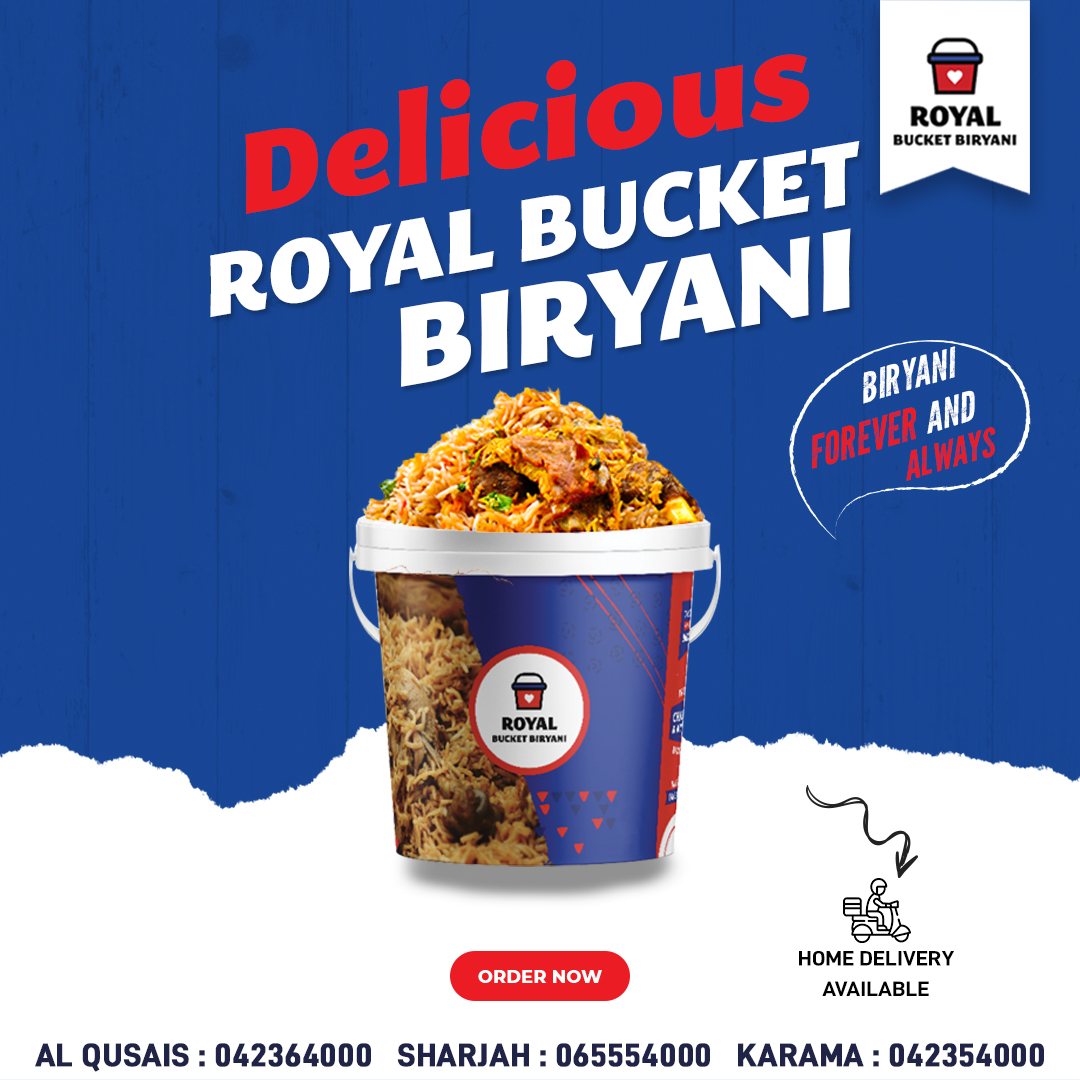 Delicious
ROYAL BUCKET
BIRYANI
ROYAL
BUCKET BIRYANI
BIRYANI
FOREVER AND
ALWAYS
ROYAL
BUCKET BIRYANI
HOME DELIVERY
AVAILABLE
ORDER NOW
AL QUSAIS : 042364000 SHARJAH : 065554000 KARAMA : 042354000